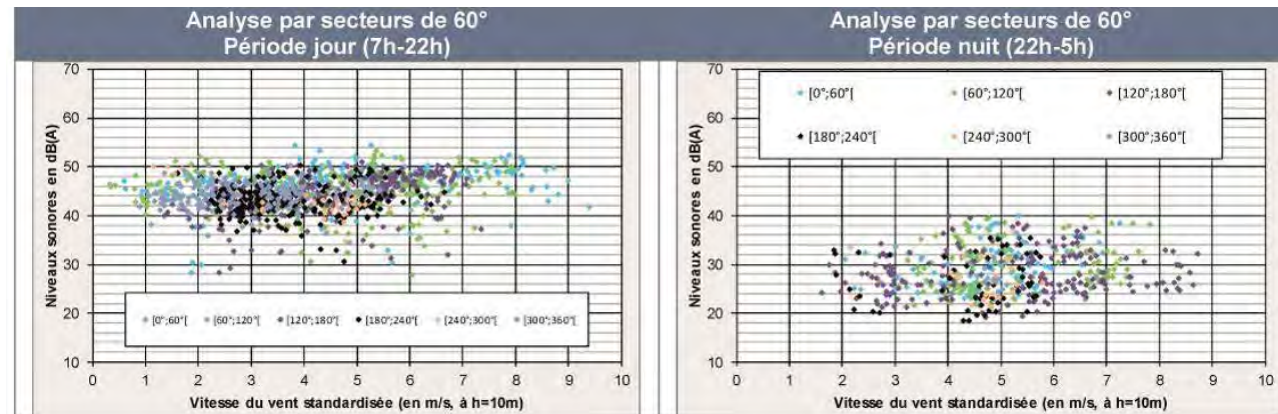 Analyse par secteurs de 60°
Période jour (7h-22h)
Niveaux sonores en dB(A)
70
60
50
40
30
20
10
[0°;60°[ [60°;120°[ [120°;180°[ [180°;240°[ [240°;300°[ [300°;360°[
0 1 2 3 4 5 6 7 8 9 10
Vitesse du vent standardisée (en m/s, à h=10m)
Analyse par secteurs de 60°
Période nuit (22h-5h)
Niveaux sonores en dB(A)
70
60
50
40
30
20
10
[0°;60°[ [60°;120°[ [120°;180°[
[180°;240°[ [240°;300°[ [300°;360°[
0 1 2 3 4 5 6 7 8 9 10
Vitesse du vent standardisée (en m/s, à h=10m)